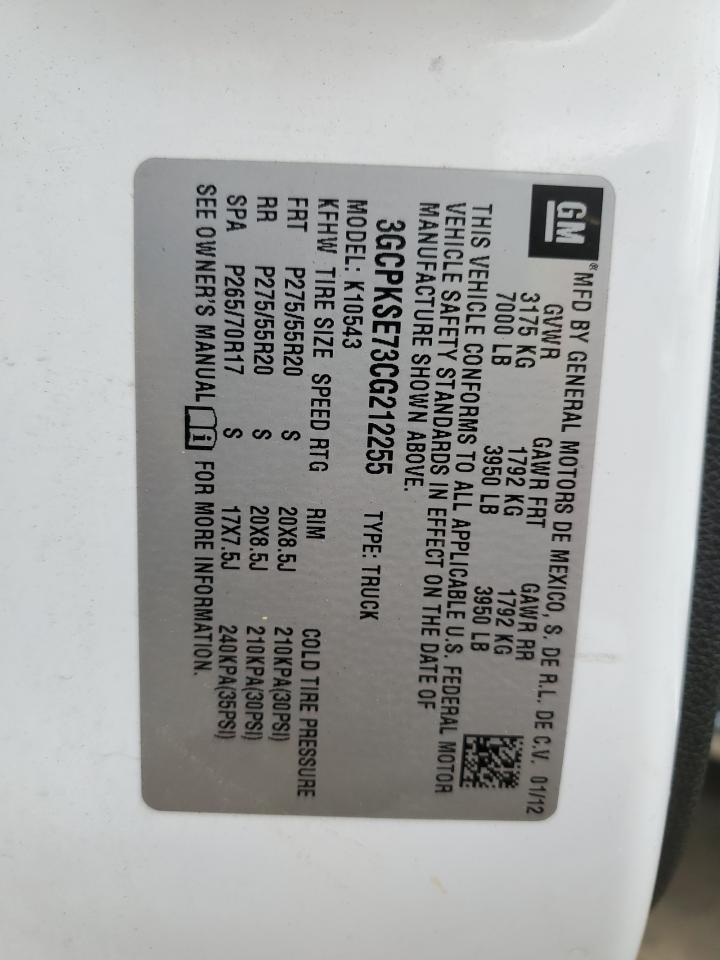 GM ® MFD BY GENERAL MOTORS DE MEXICO, S. DE R.L. DE C.V. 01/12
GVWR GAWR FRT GAWR RR
3175 KG 1792 KG 1792 KG
7000 LB 3950 LB 3950 LB
THIS VEHICLE CONFORMS TO ALL APPLICABLE U.S. FEDERAL MOTOR
VEHICLE SAFETY STANDARDS IN EFFECT ON THE DATE OF
MANUFACTURE SHOWN ABOVE.
3GCPKSE73CG212255 TYPE: TRUCK
MODEL: K10543
KFHW TIRE SIZE SPEED RTG RIM COLD TIRE PRESSURE
FRT P275/55R20 S 20X8.5J 210KPA(30PSI)
RR P275/55R20 S 20X8.5J 210KPA(30PSI)
SPA P265/70R17 S 17X7.5J 240KPA(35PSI)
SEE OWNER'S MANUAL i FOR MORE INFORMATION.